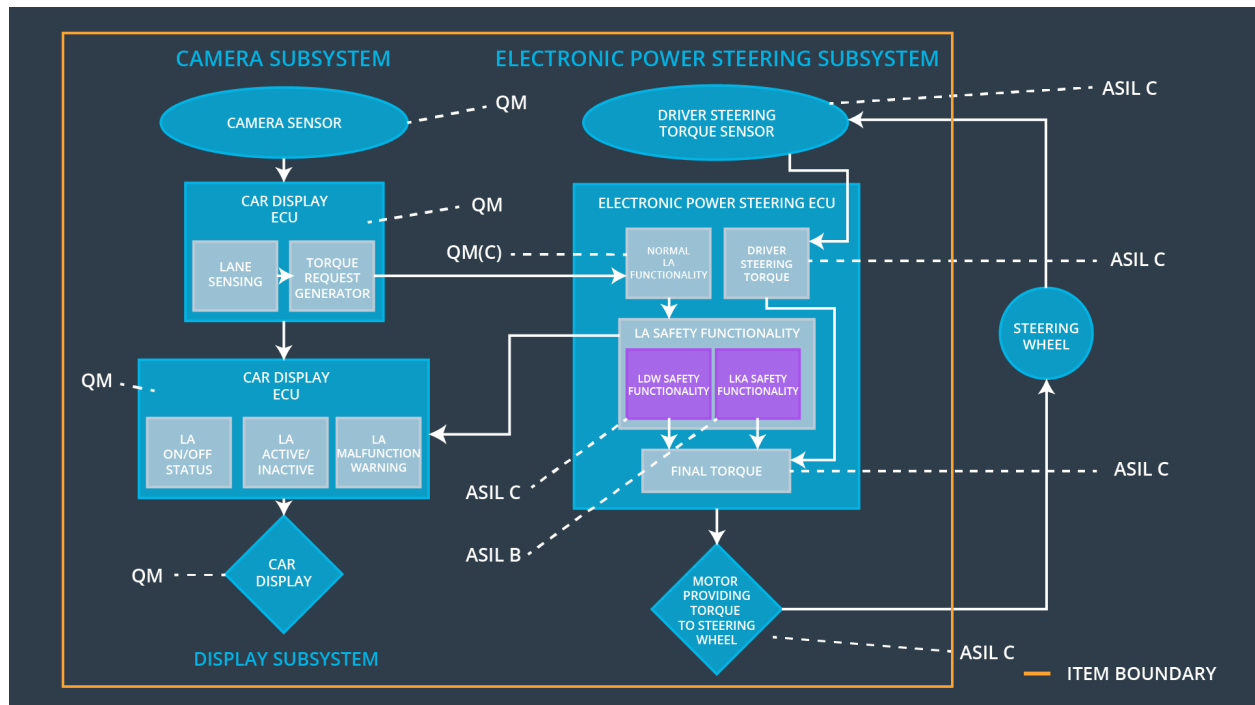 CAMERA SUBSYSTEM
ELECTRONIC POWER STEERING SUBSYSTEM
CAMERA SENSOR
QM
DRIVER STEERING
TORQUE SENSOR
ASIL C
CAR DISPLAY
ECU
QM
LANE
SENSING
TORQUE
REQUEST
GENERATOR
ELECTRONIC POWER STEERING ECU
QM(C)
NORMAL
LA
FUNCTIONALITY
DRIVER
STEERING
TORQUE
ASIL C
STEERING
WHEEL
LA SAFETY FUNCTIONALITY
LDW SAFETY
FUNCTIONALITY
LKA SAFETY
FUNCTIONALITY
QM
CAR DISPLAY
ECU
LA
ON/OFF
STATUS
LA
ACTIVE/
INACTIVE
LA
MALFUNCTION
WARNING
FINAL TORQUE
ASIL C
ASIL C
ASIL B
QM
CAR
DISPLAY
MOTOR
PROVIDING
TORQUE
TO STEERING
WHEEL
ASIL C
DISPLAY SUBSYSTEM
ITEM BOUNDARY